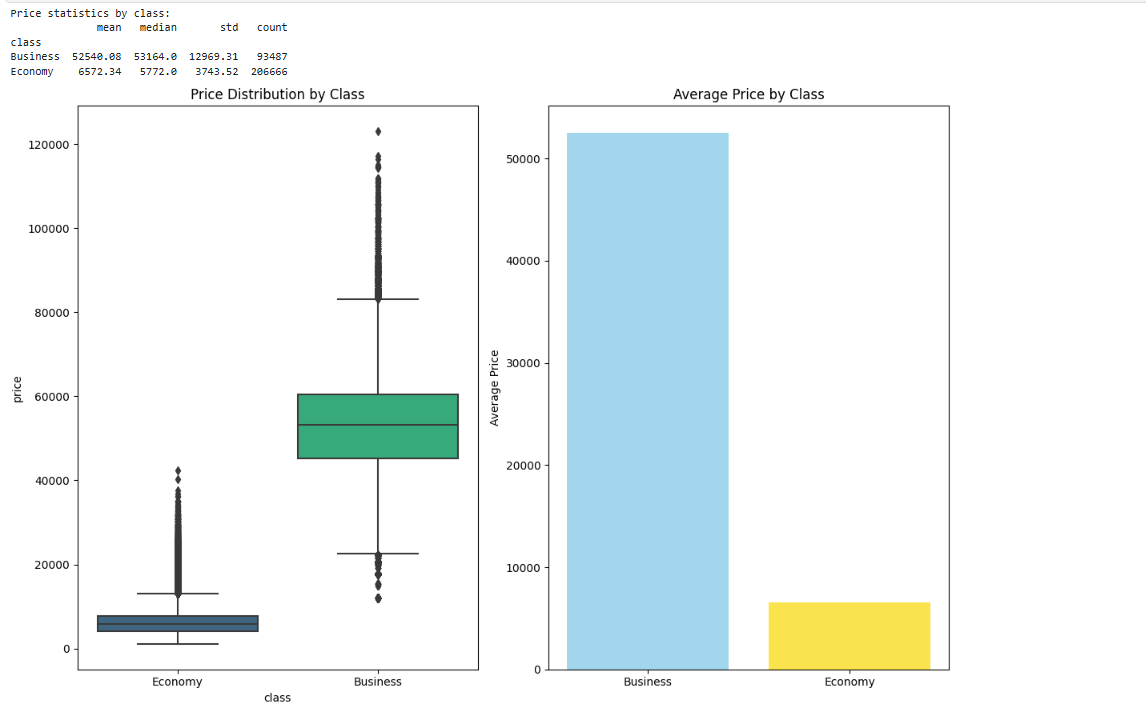 Price statistics by class:
mean median std count
class
Business 52540.08 53164.0 12969.31 93487
Economy 6572.34 5772.0 3743.52 206666
Price Distribution by Class
120000
100000
80000
60000
40000
20000
0
price
Economy Business
class
Average Price by Class
50000
40000
30000
20000
10000
0
Average Price
Business Economy